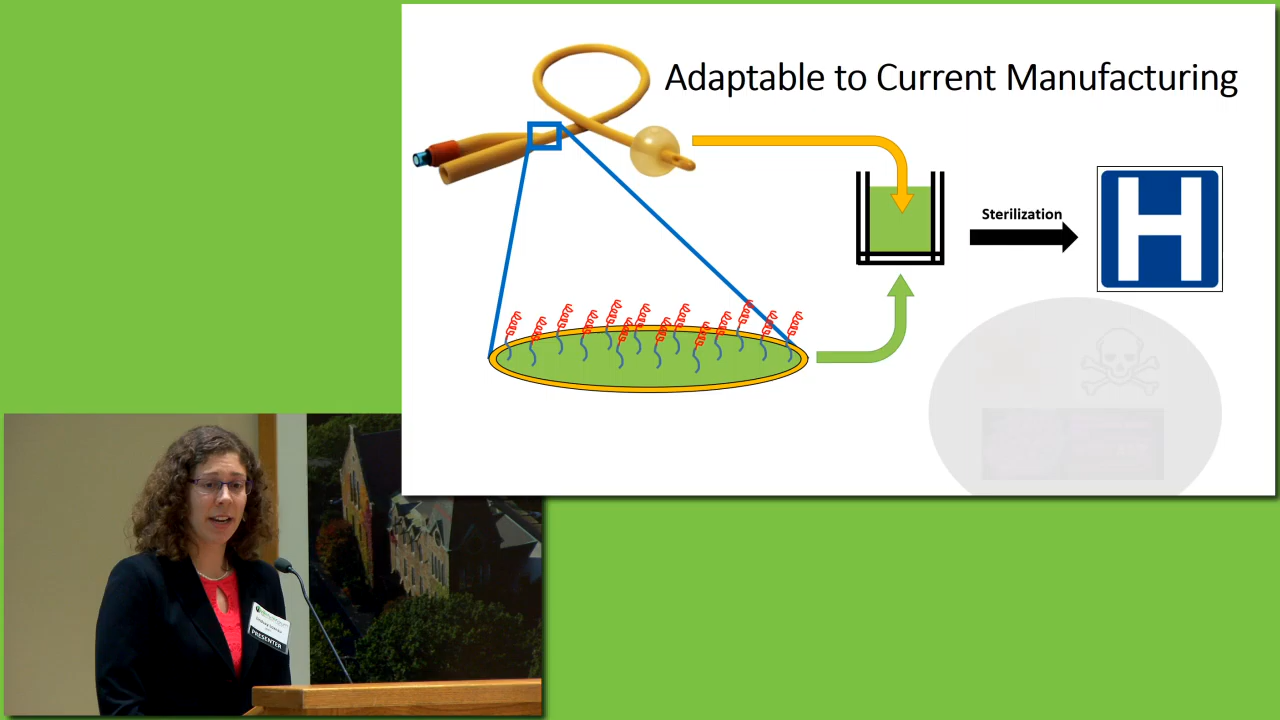 Adaptable to Current Manufacturing
Sterilization
H
PRESENTER